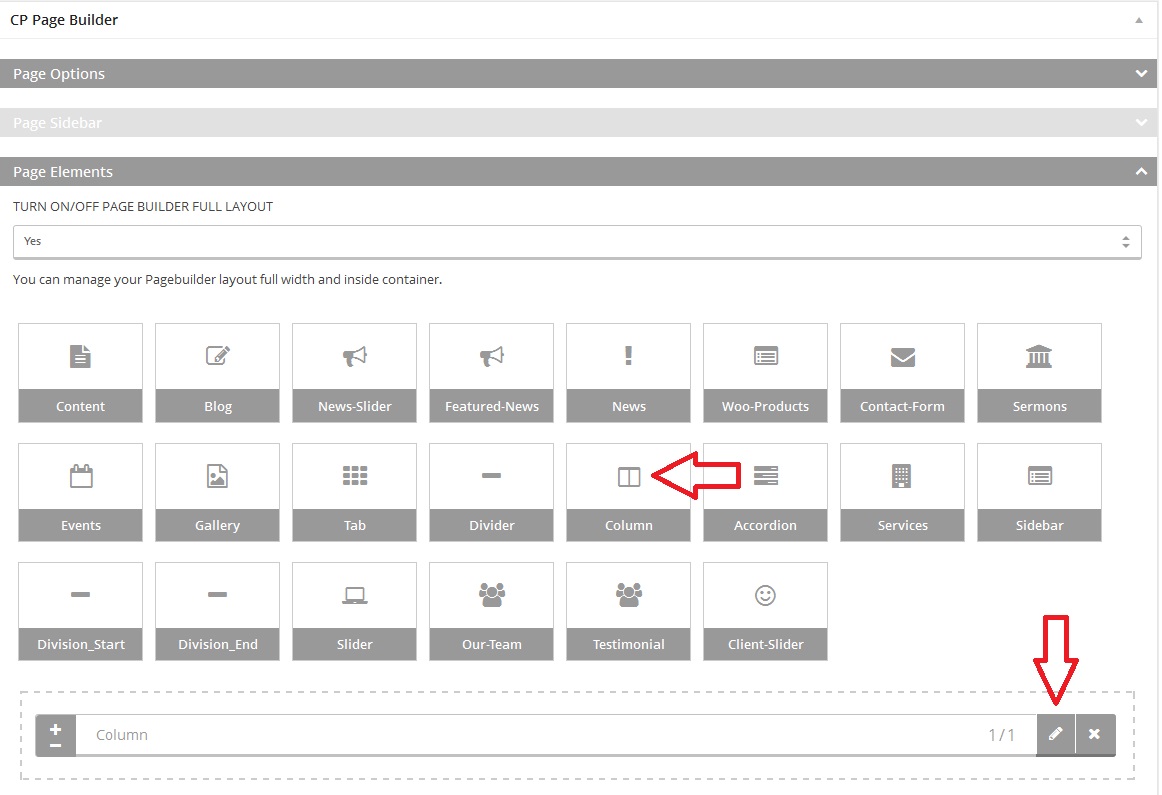 CP Page Builder
Page Options
Page Sidebar
Page Elements
TURN ON/OFF PAGE BUILDER FULL LAYOUT
Yes
You can manage your Pagebuilder layout full width and inside container.
Content Blog News-Slider Featured-News News Woo-Products Contact-Form Sermons
Events Gallery Tab Divider Column Accordion Services Sidebar
Division_Start Division_End Slider Our-Team Testimonial Client-Slider
Column 1/1